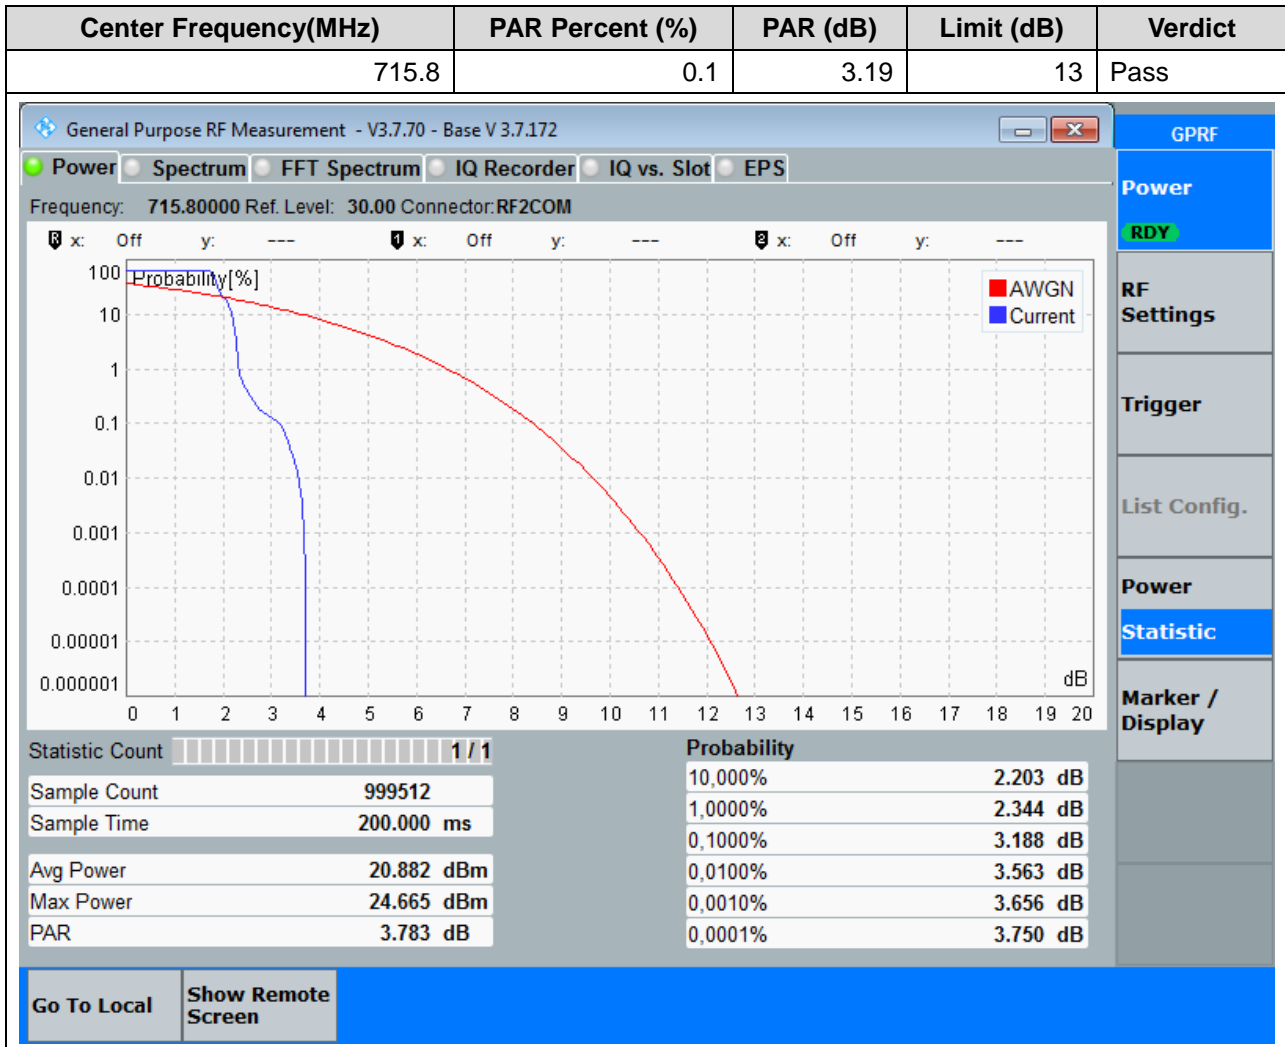 Center Frequency(MHz) PAR Percent (%) PAR (dB) Limit (dB) Verdict
715.8 0.1 3.19 13 Pass
General Purpose RF Measurement - V3.7.70 - Base V 3.7.172
GPRF
Power Spectrum FFT Spectrum IQ Recorder IQ vs. Slot EPS
Power
RDY
Frequency: 715.80000 Ref. Level: 30.00 Connector:RF2COM
R x: Off y: --- 1 x: Off y: --- 2 x: Off y: ---
Probability[%]
AWGN
Current
100
10
1
0.1
0.01
0.001
0.0001
0.00001
0.000001
dB
0 1 2 3 4 5 6 7 8 9 10 11 12 13 14 15 16 17 18 19 20
RF
Settings
Trigger
List Config.
Power
Statistic
Marker /
Display
Statistic Count 1 / 1
Sample Count 999512
Sample Time 200.000 ms
Avg Power 20.882 dBm
Max Power 24.665 dBm
PAR 3.783 dB
Probability
10,000% 2.203 dB
1,0000% 2.344 dB
0,1000% 3.188 dB
0,0100% 3.563 dB
0,0010% 3.656 dB
0,0001% 3.750 dB
Go To Local
Show Remote
Screen